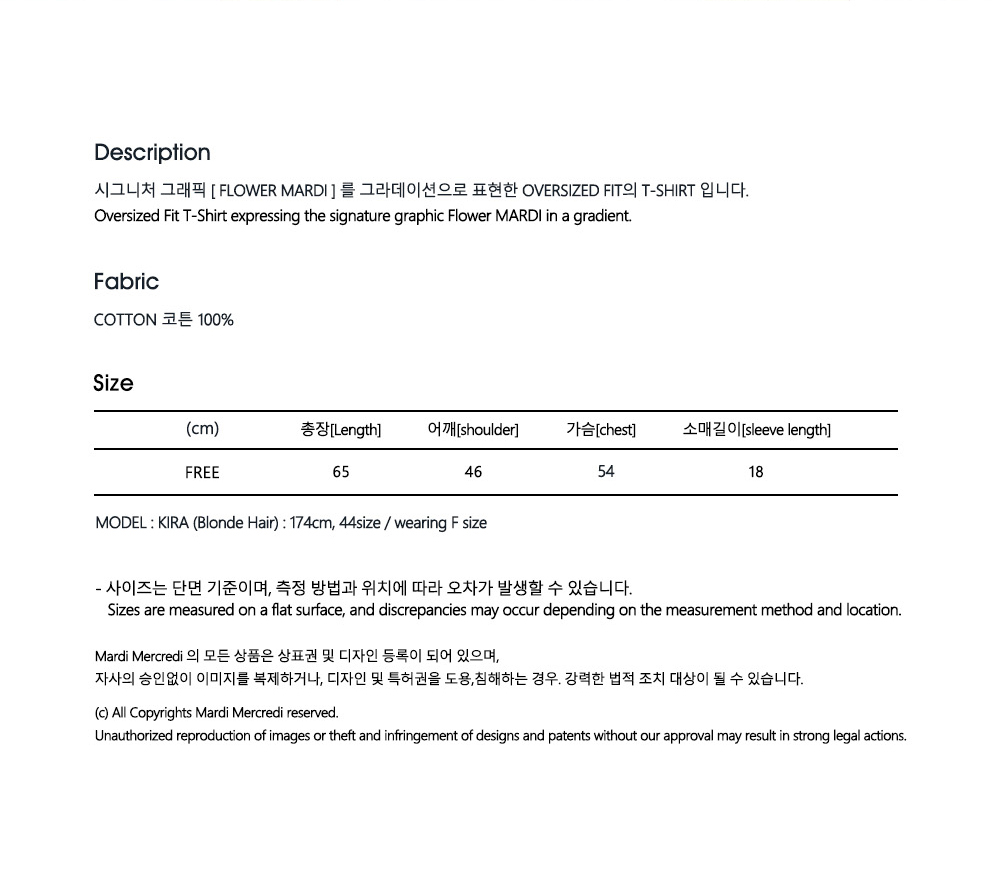 Description
시그니처 그래픽 [ FLOWER MARDI ] 를 그라데이션으로 표현한 OVERSIZED FIT의 T-SHIRT 입니다.
Oversized Fit T-Shirt expressing the signature graphic Flower MARDI in a gradient.
Fabric
COTTON 코튼 100%
Size
(cm) 총장[Length] 어깨[shoulder] 가슴[chest] 소매길이[sleeve length]
FREE 65 46 54 18
MODEL : KIRA (Blonde Hair) : 174cm, 44size / wearing F size
- 사이즈는 단면 기준이며, 측정 방법과 위치에 따라 오차가 발생할 수 있습니다.
Sizes are measured on a flat surface, and discrepancies may occur depending on the measurement method and location.
Mardi Mercredi 의 모든 상품은 상표권 및 디자인 등록이 되어 있으며,
자사의 승인없이 이미지를 복제하거나, 디자인 및 특허권을 도용,침해하는 경우. 강력한 법적 조치 대상이 될 수 있습니다.
(c) All Copyrights Mardi Mercredi reserved.
Unauthorized reproduction of images or theft and infringement of designs and patents without our approval may result in strong legal actions.